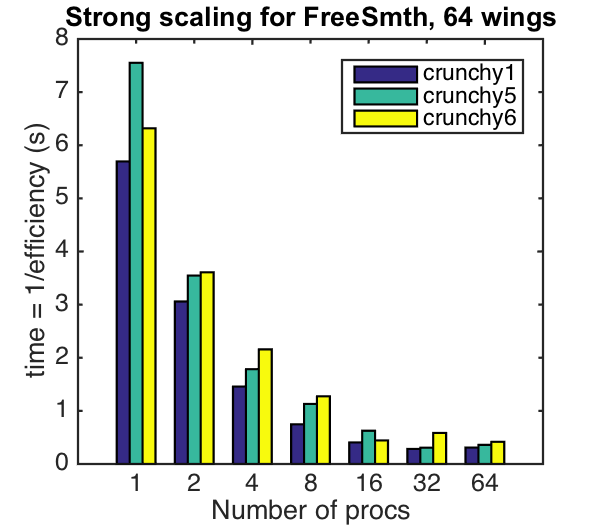 Strong scaling for FreeSmth, 64 wings
8
7
6
5
4
3
2
1
0
time = 1/efficiency (s)
crunchy1
crunchy5
crunchy6
1 2 4 8 16 32 64
Number of procs